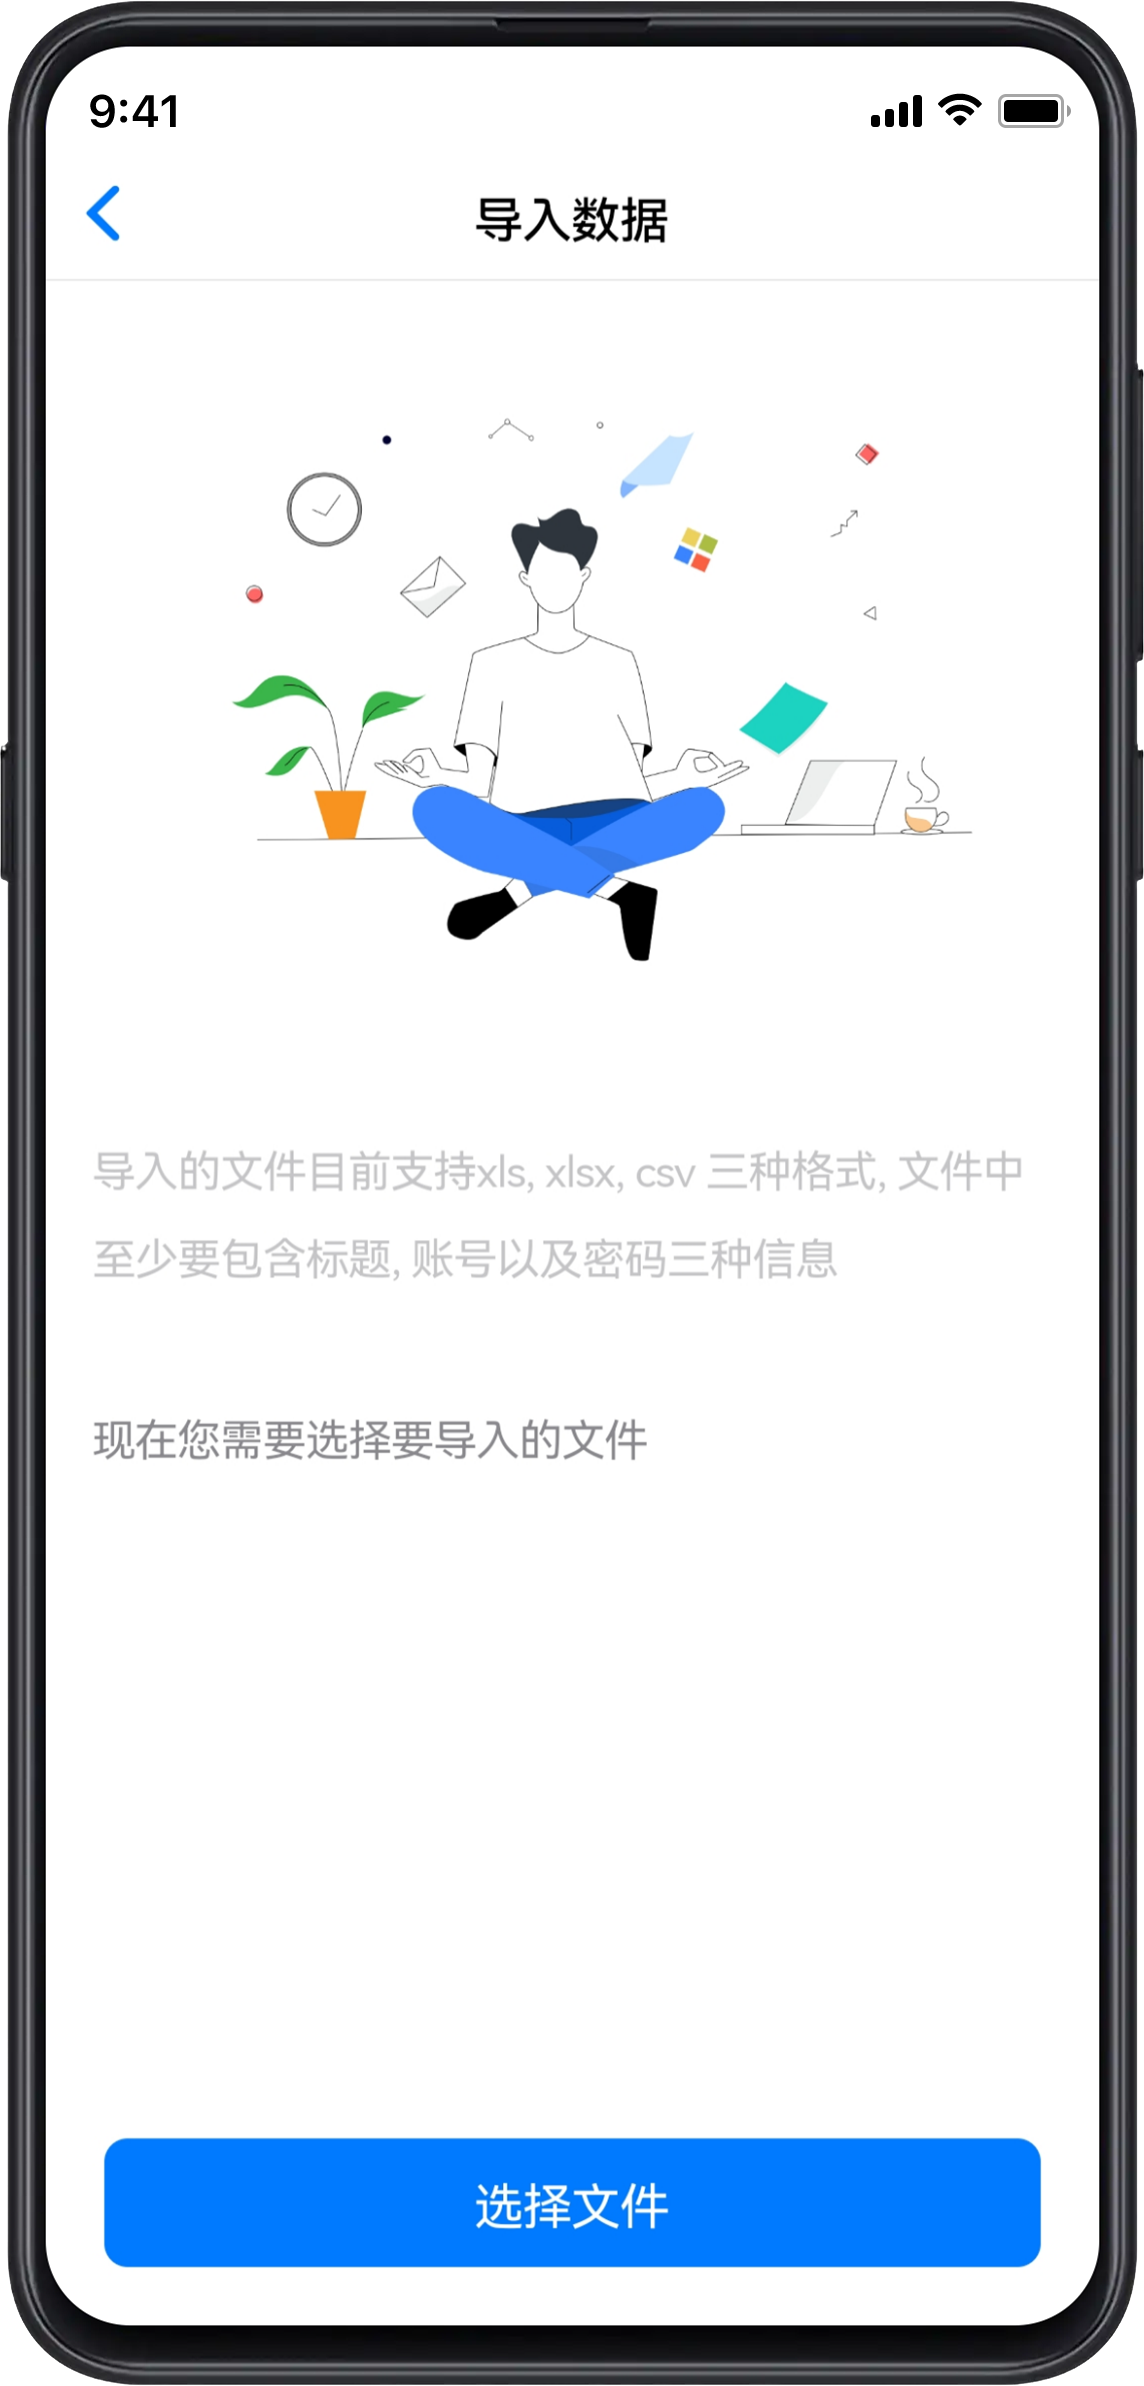 9:41
导入数据
导入的文件目前支持xls, xlsx, csv 三种格式, 文件中
至少要包含标题, 账号以及密码三种信息
现在您需要选择要导入的文件
选择文件